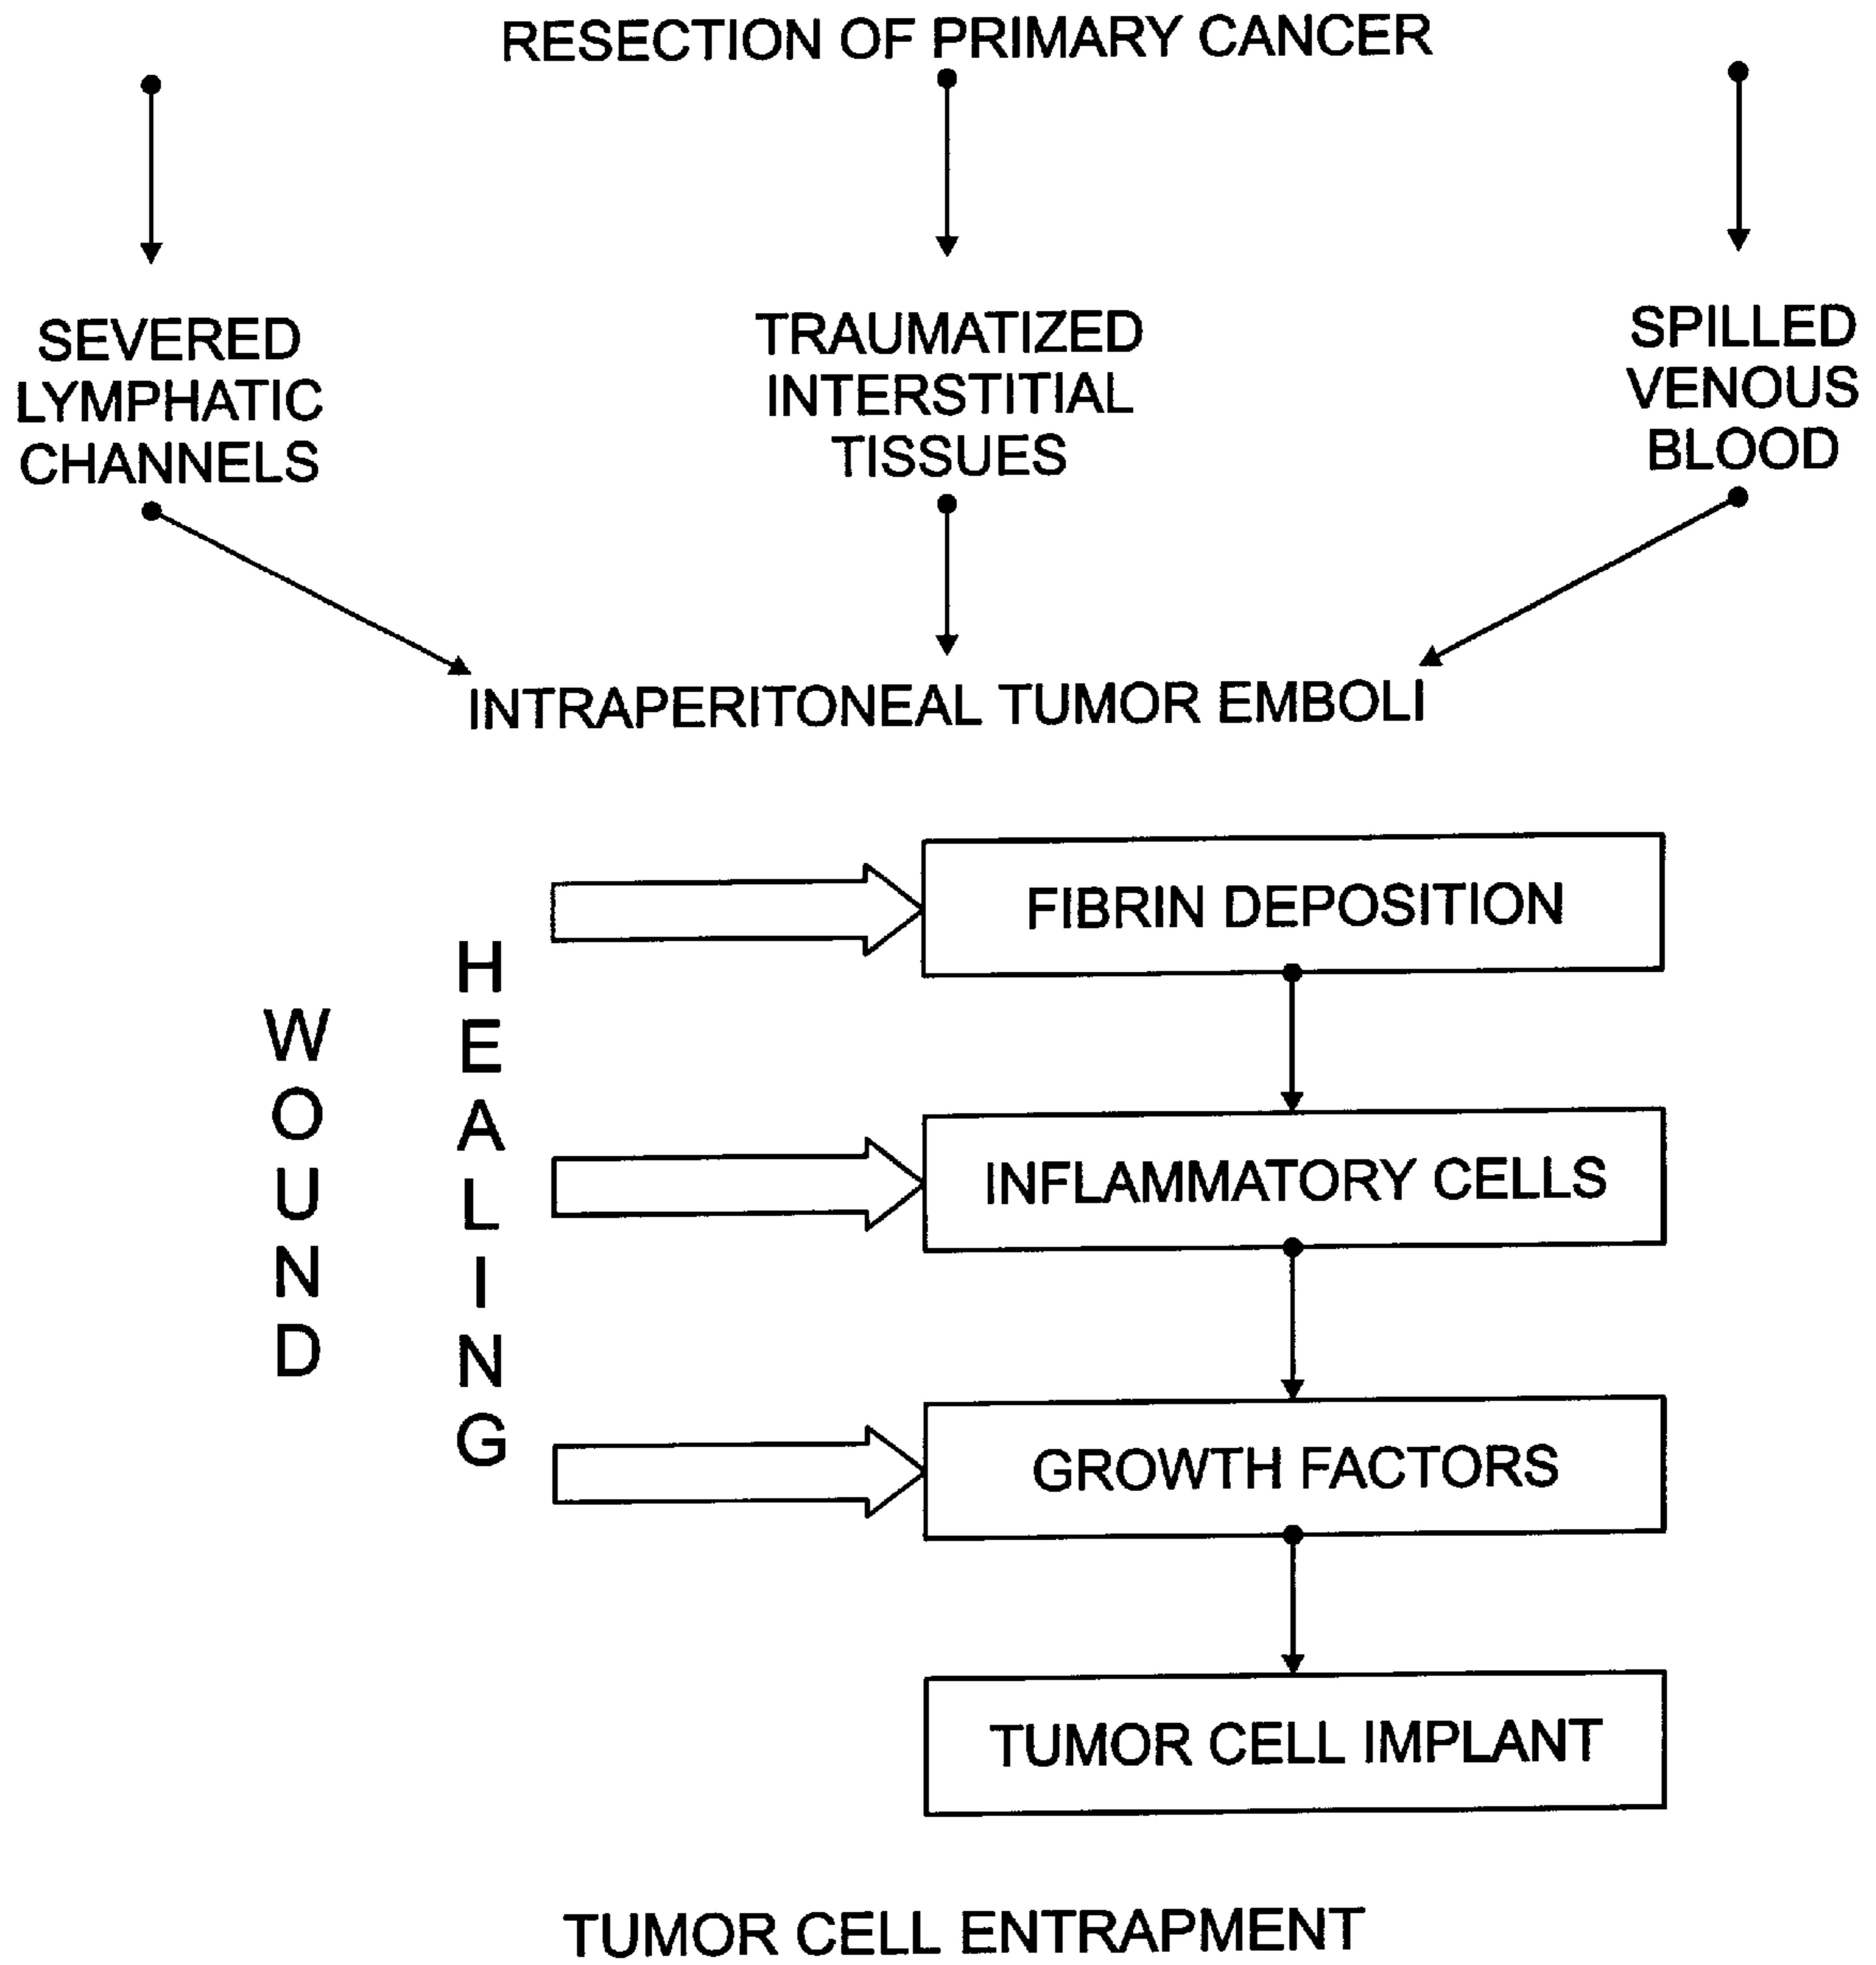 RESECTION OF PRIMARY CANCER
SEVERED
LYMPHATIC
CHANNELS
TRAUMATIZED
INTERSTITIAL
TISSUES
SPILLED
VENOUS
BLOOD
INTRAPERITONEAL TUMOR EMBOLI
WOUND
HEALING
FIBRIN DEPOSITION
INFLAMMATORY CELLS
GROWTH FACTORS
TUMOR CELL IMPLANT
TUMOR CELL ENTRAPMENT